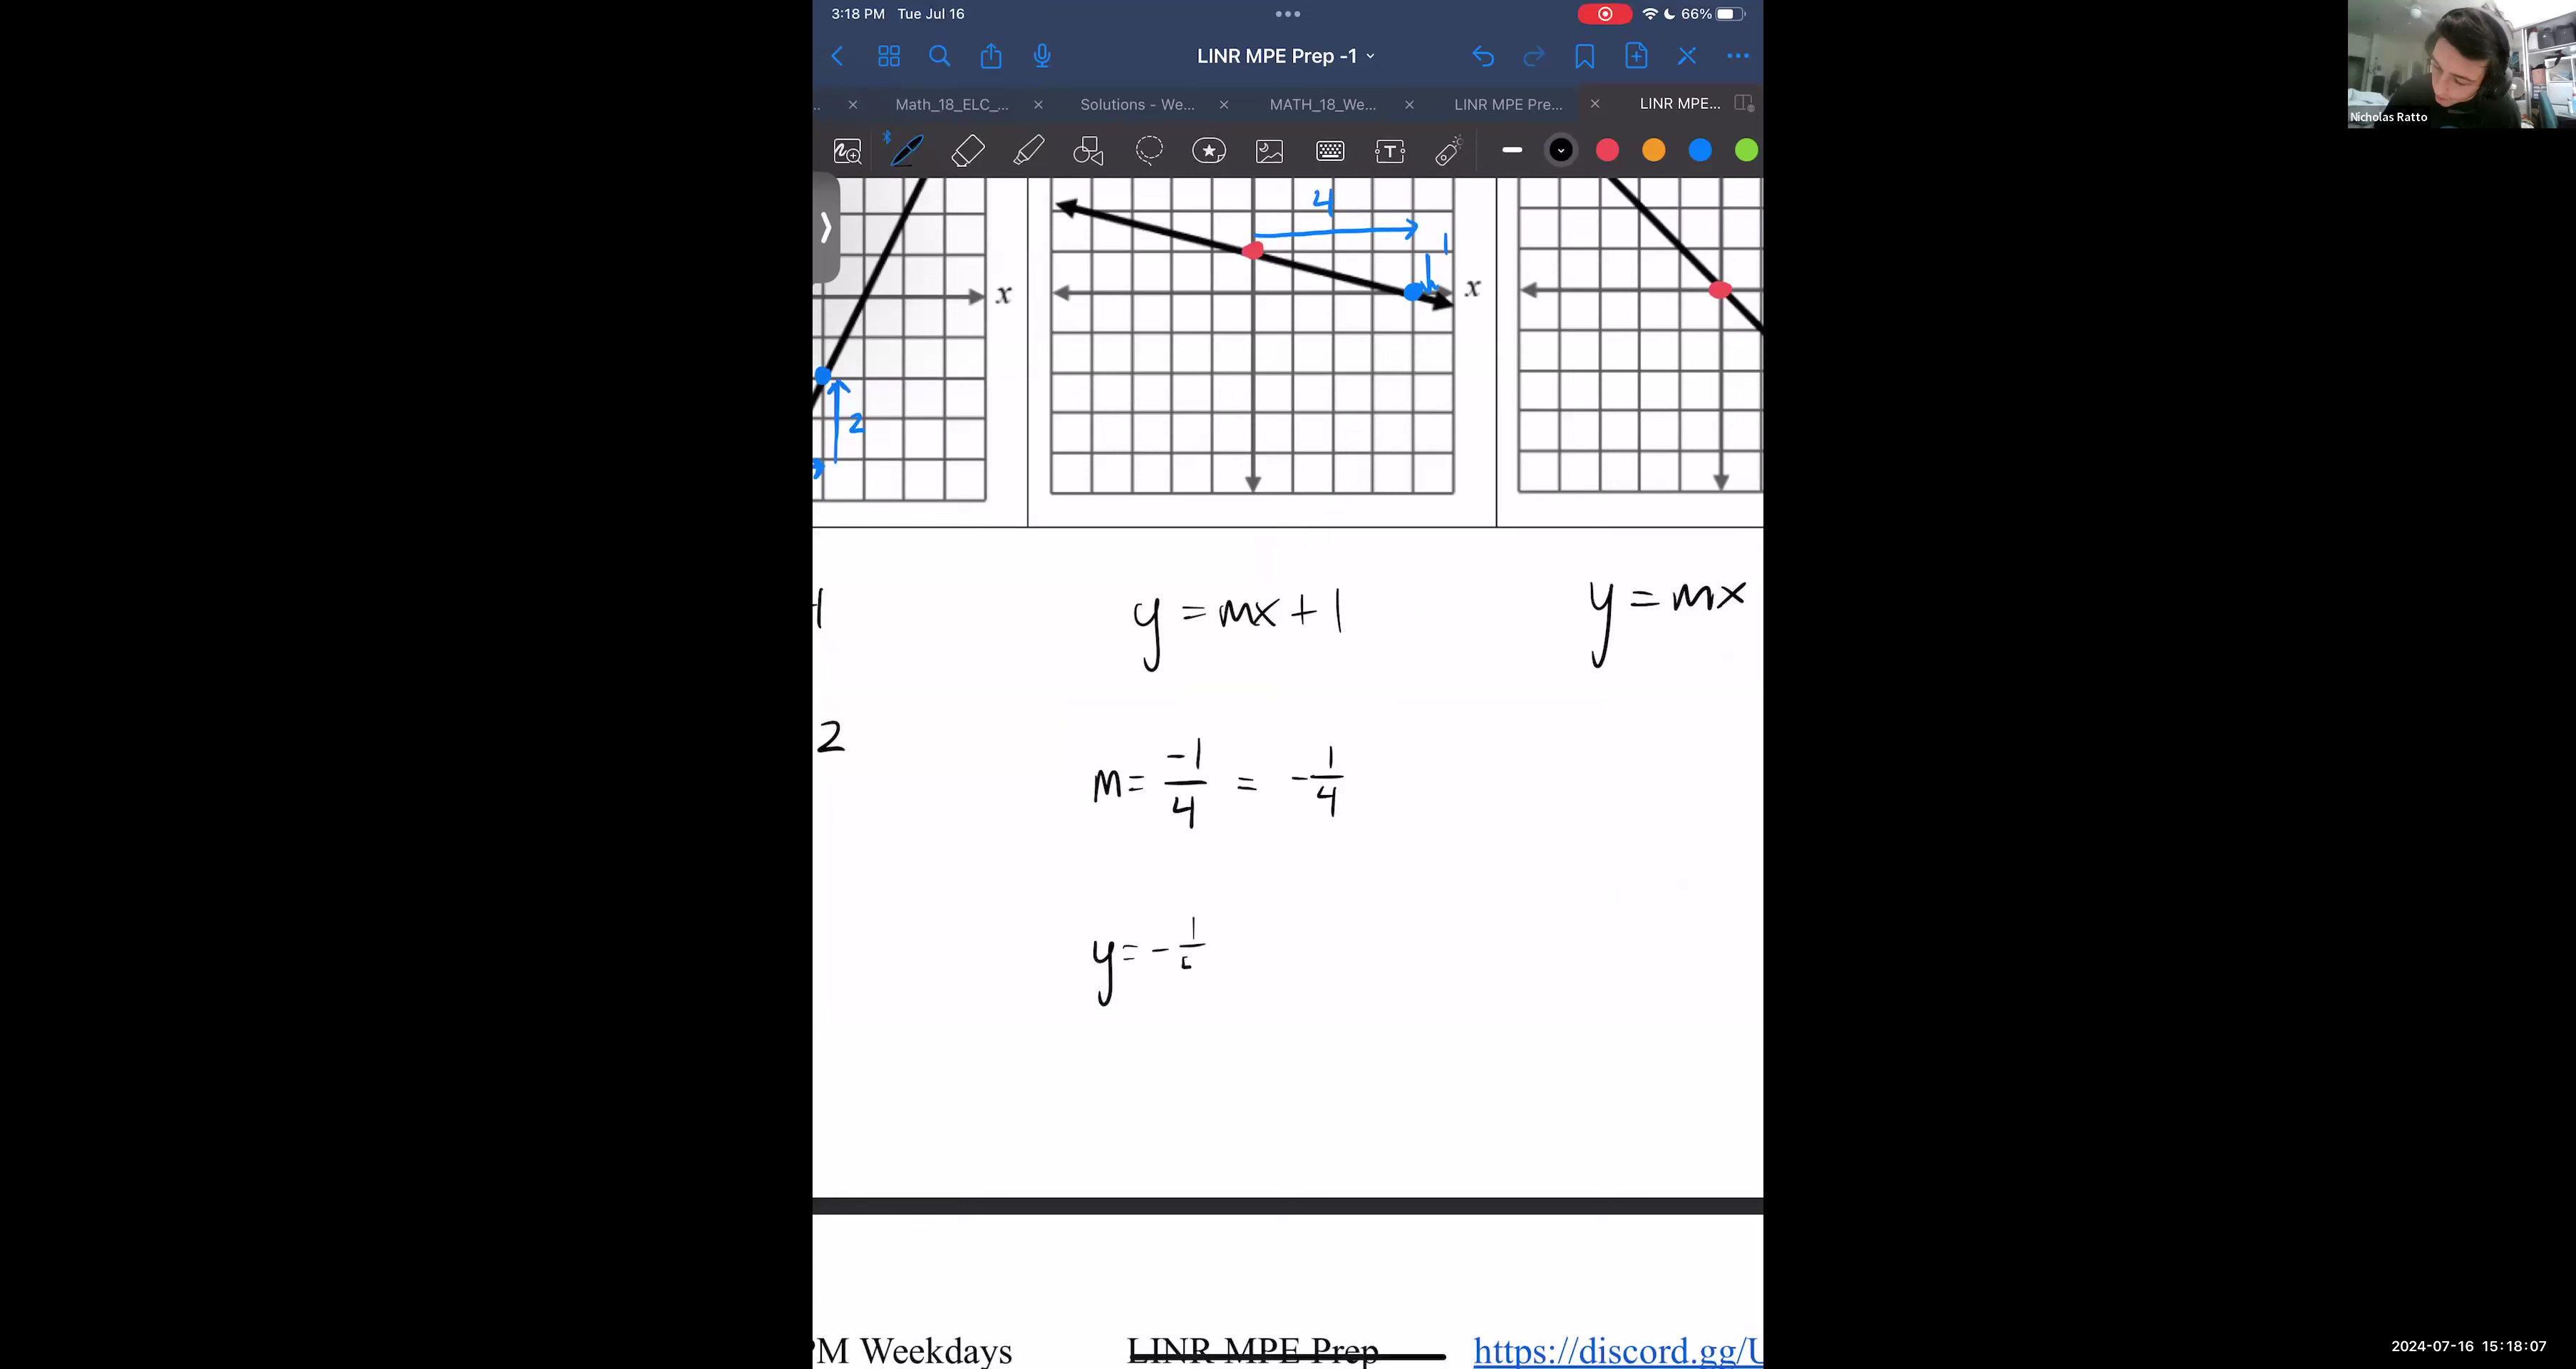 3:18 PM Tue Jul 16
66%
LINR MPE Prep -1
Math_18_ELC_...
Solutions - We...
MATH_18_We...
LINR MPE Pre...
LINR MPE...
Nicholas Ratto
4
1
x
x
2
1
y = mx + 1
y = mx
2
m = -1/4 = -1/4
y = -1/
PM Weekdays
LINR MPE Prep
https://discord.gg/U
2024-07-16 15:18:07